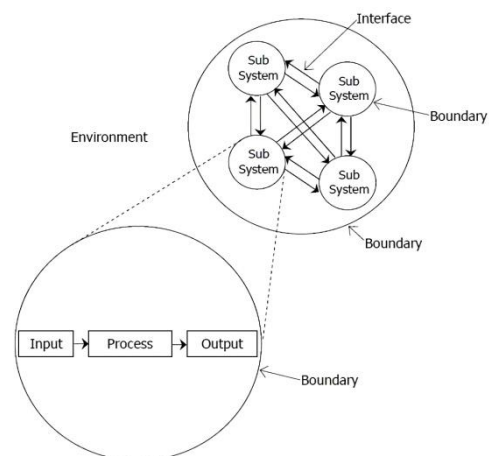 Interface
Sub
System
Sub
System
Boundary
Environment
Sub
System
Sub
System
Boundary
Input
Process
Output
Boundary